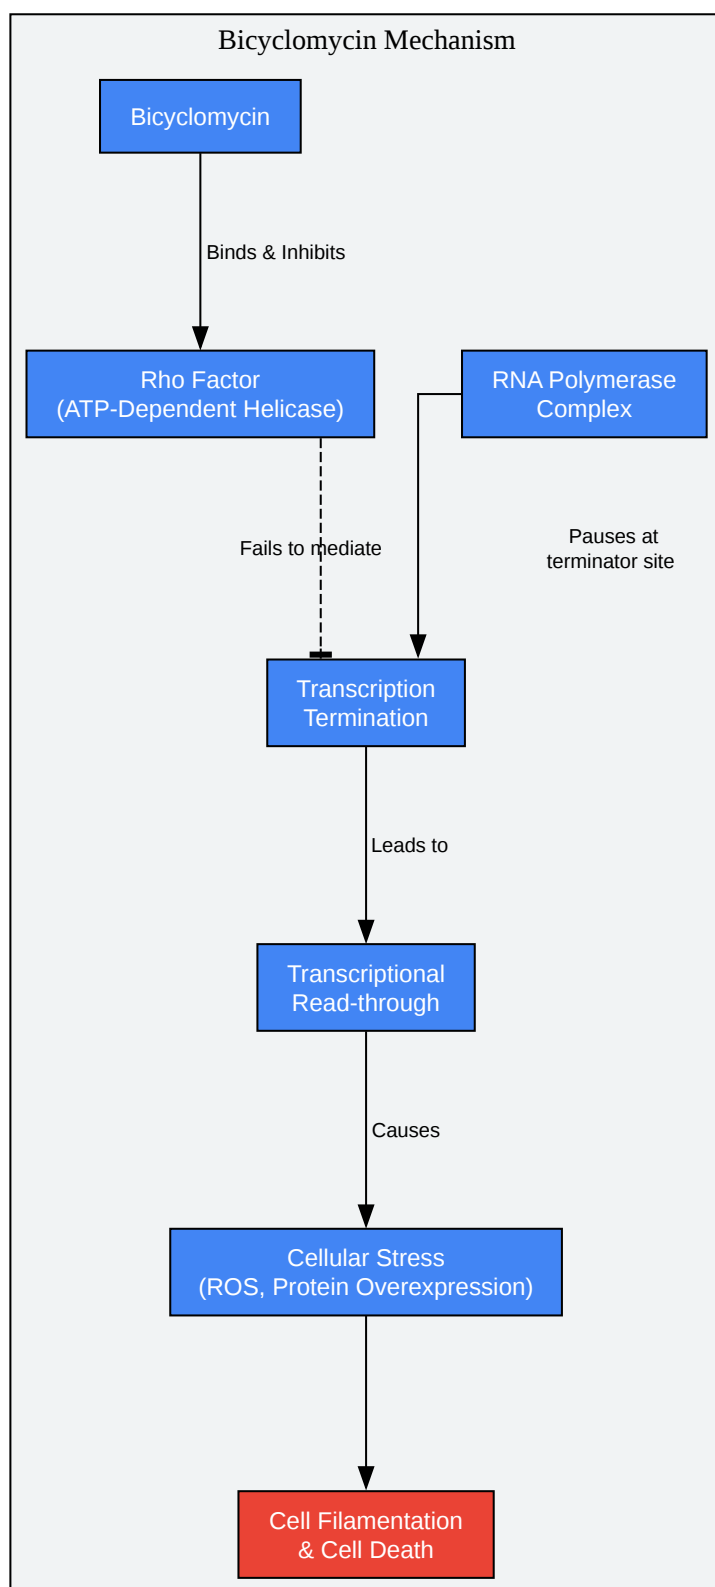 Bicyclomycin Mechanism
Bicyclomycin
Binds & Inhibits
Rho Factor
(ATP-Dependent Helicase)
RNA Polymerase
Complex
Fails to mediate
Pauses at
terminator site
Transcription
Termination
Leads to
Transcriptional
Read-through
Causes
Cellular Stress
(ROS, Protein Overexpression)
Cell Filamentation
& Cell Death